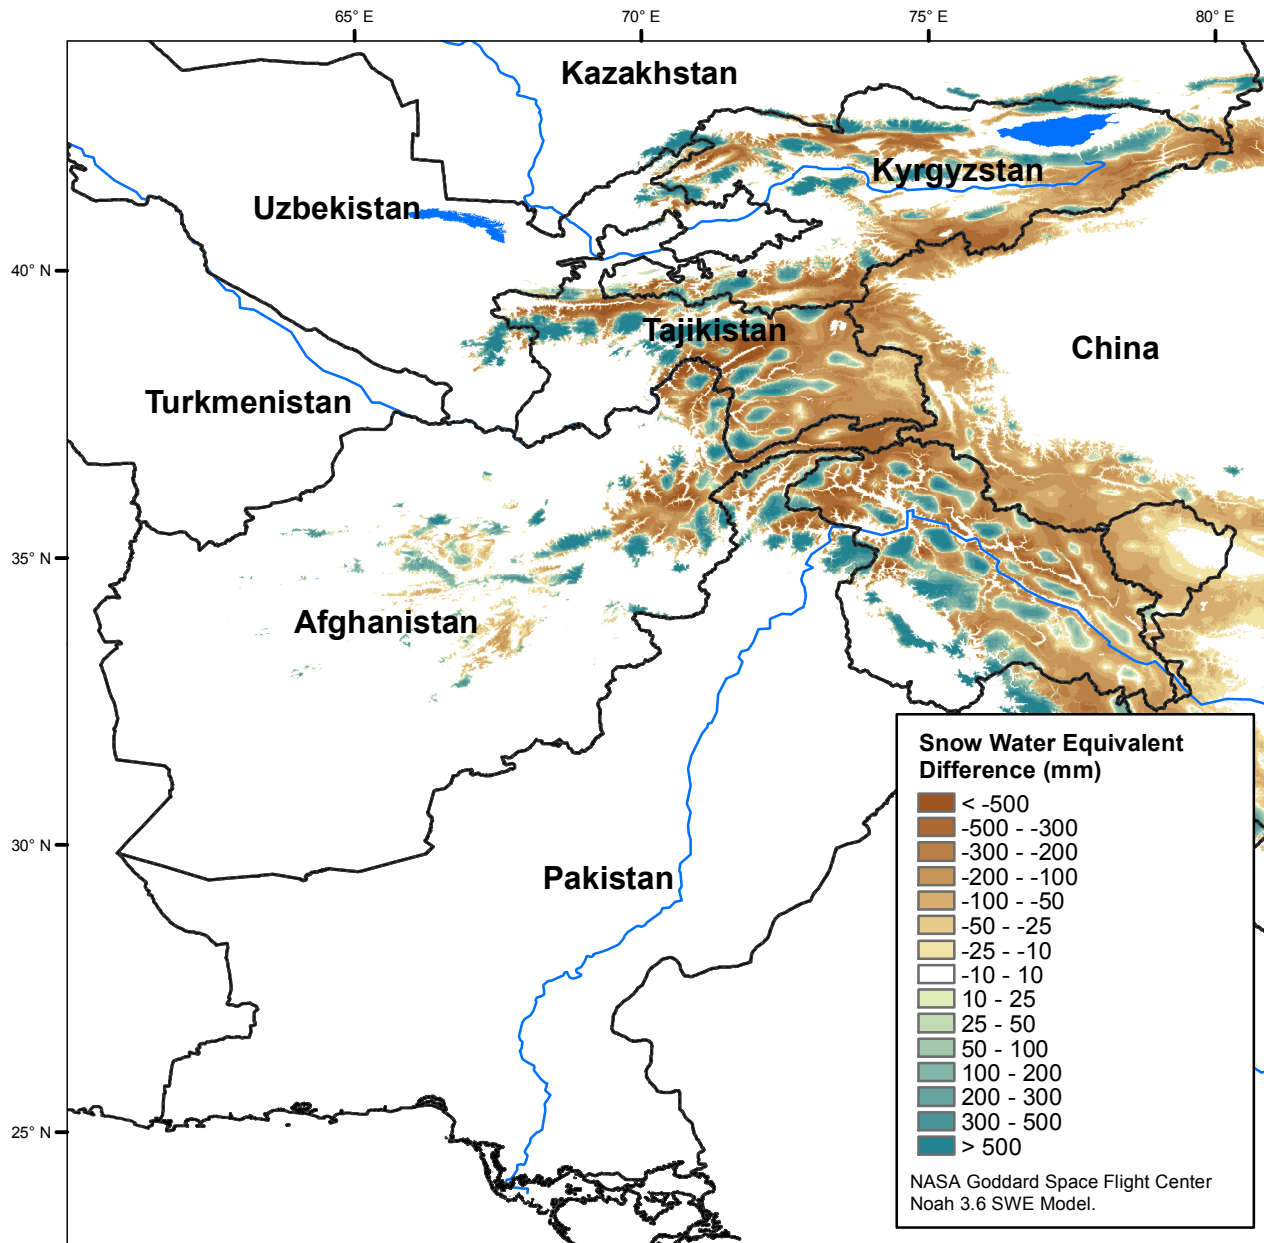 65° E
70° E
75° E
80° E
Kazakhstan
Kyrgyzstan
Uzbekistan
40° N
Tajikistan
China
Turkmenistan
35° N
Afghanistan
Snow Water Equivalent
Difference (mm)
< -500
-500 - -300
-300 - -200
-200 - -100
-100 - -50
-50 - -25
-25 - -10
-10 - 10
10 - 25
25 - 50
50 - 100
100 - 200
200 - 300
300 - 500
> 500
NASA Goddard Space Flight Center
Noah 3.6 SWE Model.
30° N
Pakistan
25° N